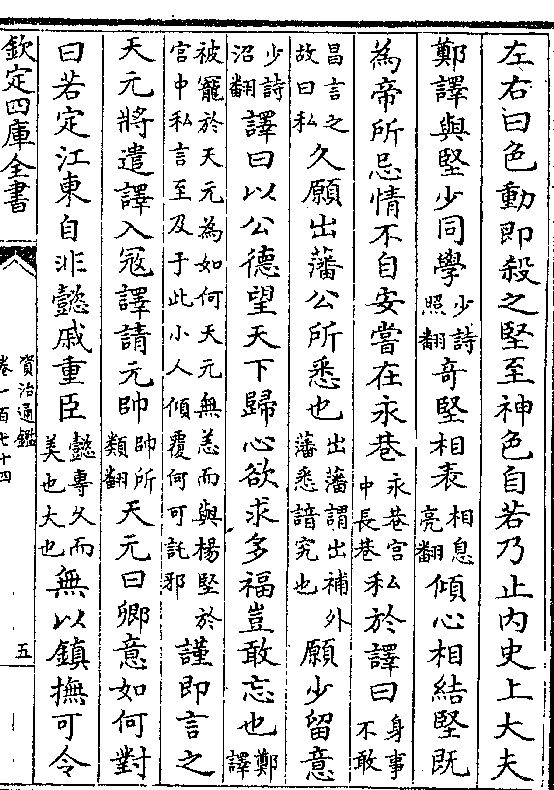 左右曰色動即殺之堅至神色自若乃止内史上大夫
鄭譯與堅少同學少詩照翻奇堅相表相息亮翻傾心相結堅既
為帝所忌情不自安嘗在永巷永巷宫中長巷私於譯曰身事不敢
昌言之故曰私久願出藩公所悉也出藩謂出補外藩悉諳究也願少留意
少詩沼翻譯曰以公德望天下歸心欲求多福豈敢忘也鄭譯
被寵於天元為如何天元無恙而與楊堅於宫中私言至及于此小人傾覆何可託邪謹即言之
天元將遣譯入宼譯請元帥帥所類翻天元曰卿意如何對
曰若定江東自非懿戚重臣懿專久而美也大也無以鎮撫可令
欽定四庫全書
資治通鑑
卷一百七十四
五